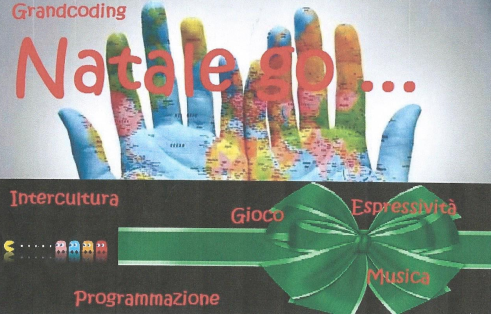 Grandcoding
Natale go ...
Intercultura
Gioco
Espressività
Musica
Programmazione